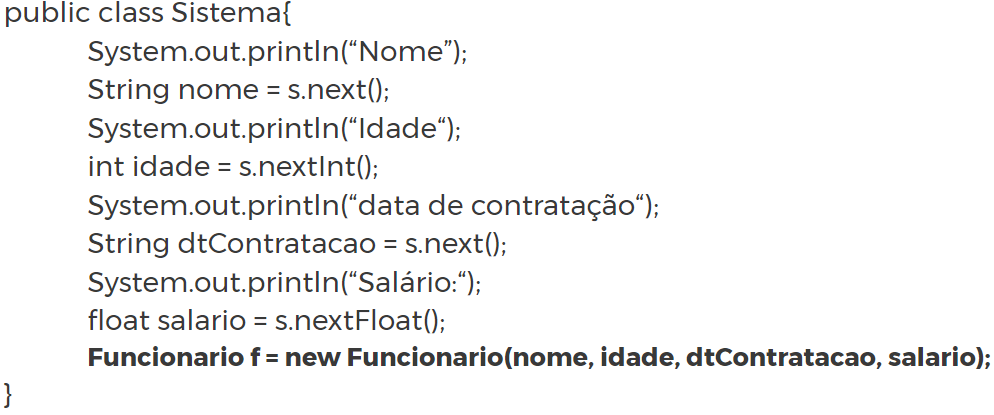 public class Sistema{
System.out.println(“Nome”);
String nome = s.next();
System.out.println(“Idade“);
int idade = s.nextInt();
System.out.println(“data de contratação“);
String dtContratacao = s.next();
System.out.println(“Salário:“);
float salario = s.nextFloat();
Funcionario f = new Funcionario(nome, idade, dtContratacao, salario);
}